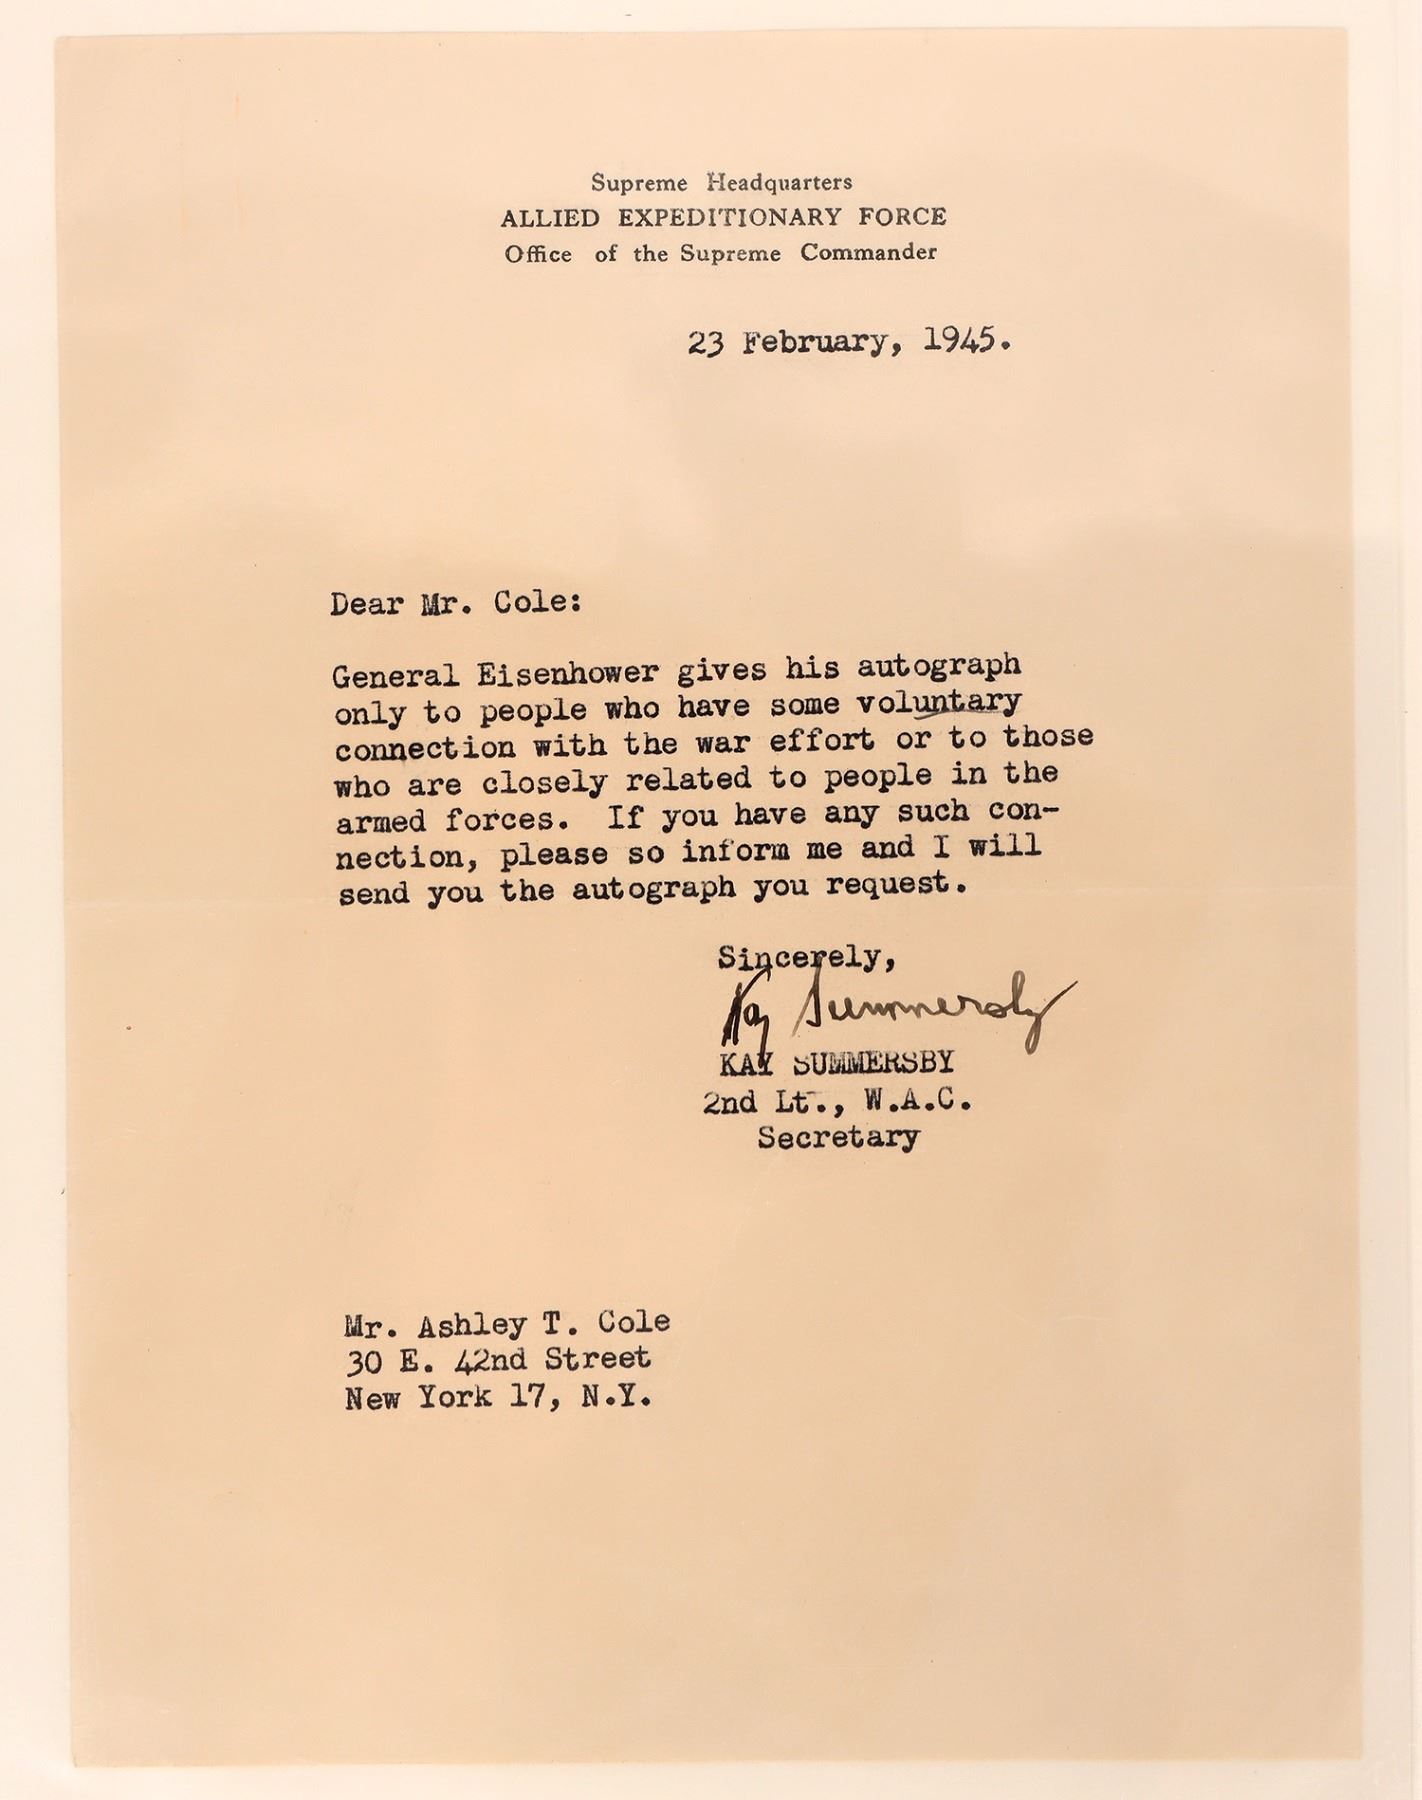 Supreme Headquarters
ALLIED EXPEDITIONARY FORCE
Office of the Supreme Commander
23 February, 1945.
Dear Mr. Cole:
General Eisenhower gives his autograph
only to people who have some voluntary
connection with the war effort or to those
who are closely related to people in the
armed forces. If you have any such con-
nection, please so inform me and I will
send you the autograph you request.
Sincerely,
Kay Summersby
KAY SUMMERSBY
2nd Lt., W.A.C.
Secretary
Mr. Ashley T. Cole
30 E. 42nd Street
New York 17, N.Y.